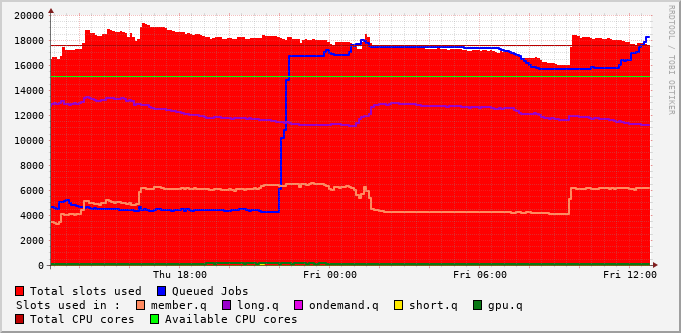 20000
18000
16000
14000
12000
10000
8000
6000
4000
2000
0
Thu 18:00 Fri 00:00 Fri 06:00 Fri 12:00
Total slots used Queued Jobs
Slots used in : member.q long.q ondemand.q short.q gpu.q
Total CPU cores Available CPU cores
RRDTOOL / TOBI OETIKER